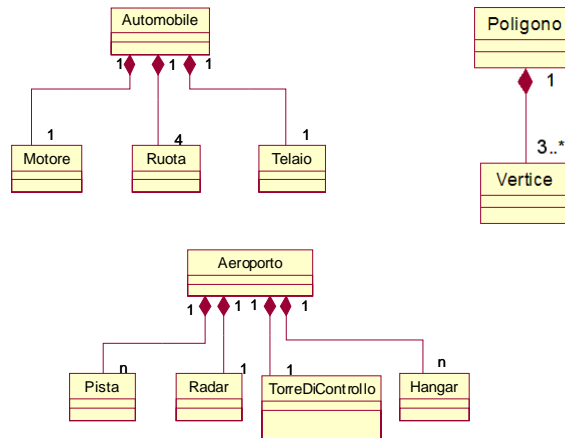 Automobile
1 1 1
1 4 1
Motore Ruota Telaio
Poligono
1
3..*
Vertice
Aeroporto
1 1 1 1
n 1 1 n
Pista Radar TorreDiControllo Hangar